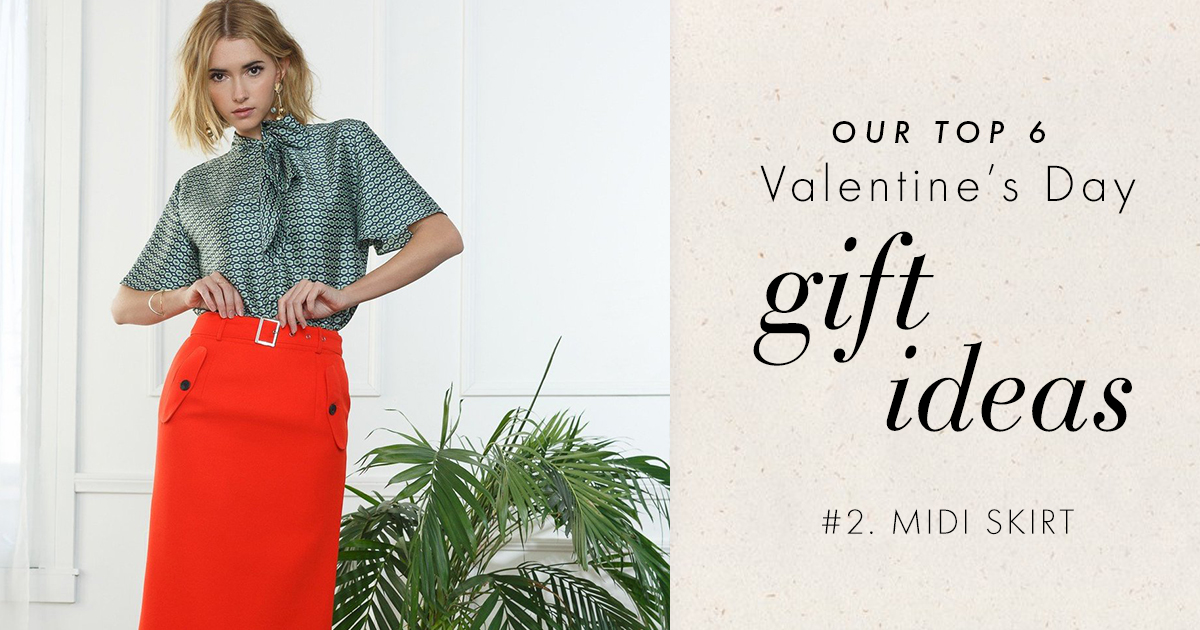 OUR TOP 6
Valentine’s Day
gift
ideas
#2. MIDI SKIRT